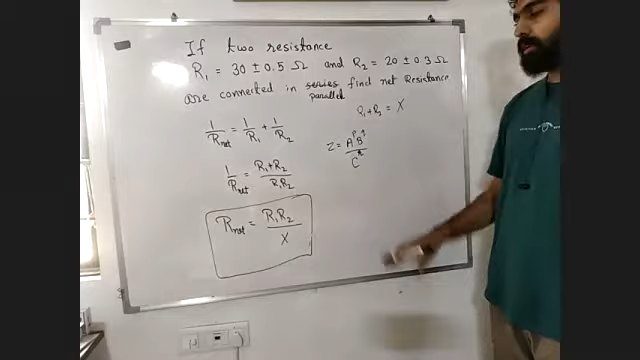 If two resistance
R₁ = 30 ± 0.5 Ω and R₂ = 20 ± 0.3 Ω
are connected in series find net Resistance
parallel
R₁+R₂ = X
1/Rnet = 1/R₁ + 1/R₂
Z = A^p B^q / C^r
1/Rnet = R₁+R₂ / R₁R₂
Rnet = R₁R₂ / X